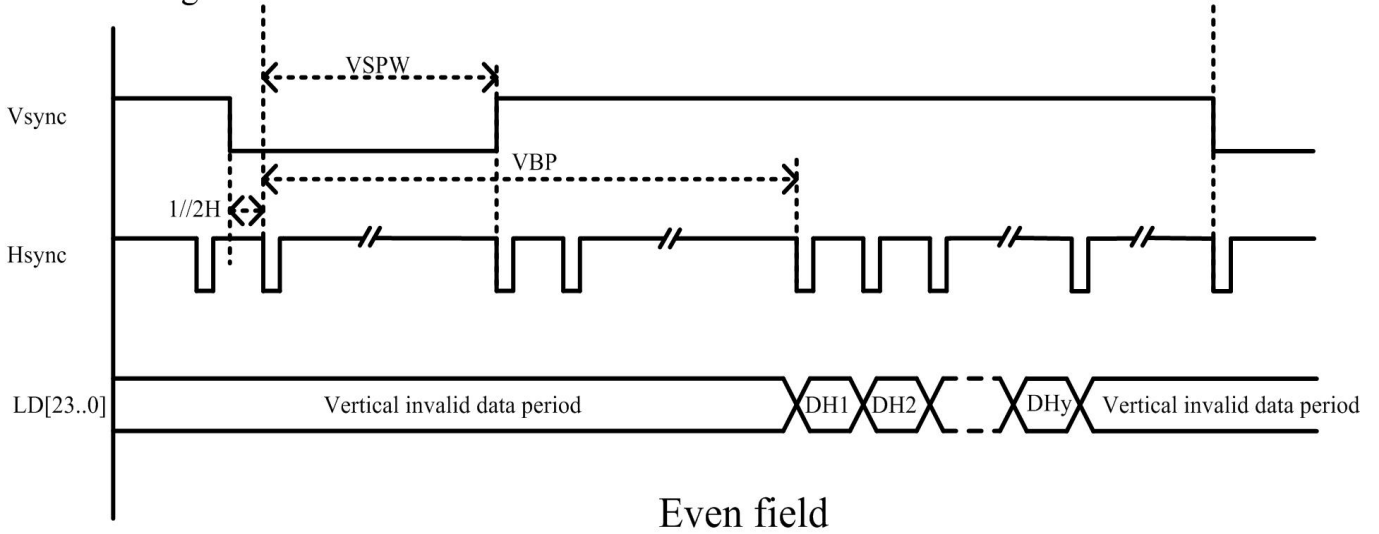 VSPW
Vsync
VBP
1//2H
Hsync
LD[23..0]
Vertical invalid data period
DH1
DH2
DHy
Vertical invalid data period
Even field